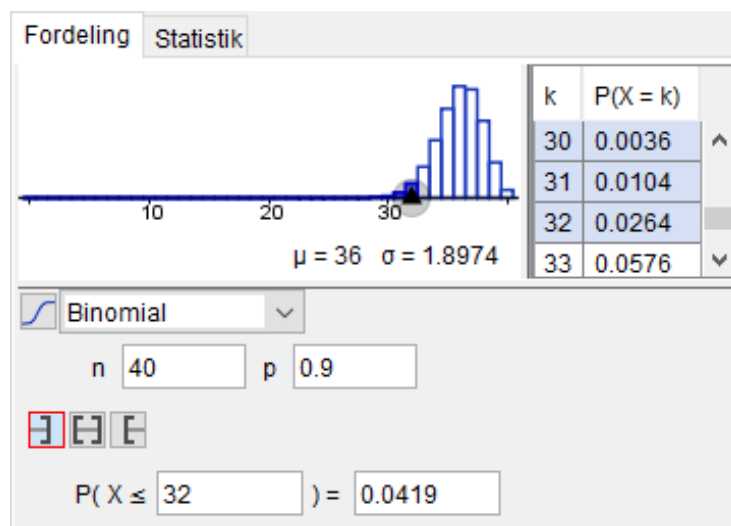 Fordeling Statistik
k P(X = k)
30 0.0036
31 0.0104
32 0.0264
33 0.0576
10 20 30
μ = 36 σ = 1.8974
Binomial
n 40 p 0.9
P( X ≤ 32 ) = 0.0419